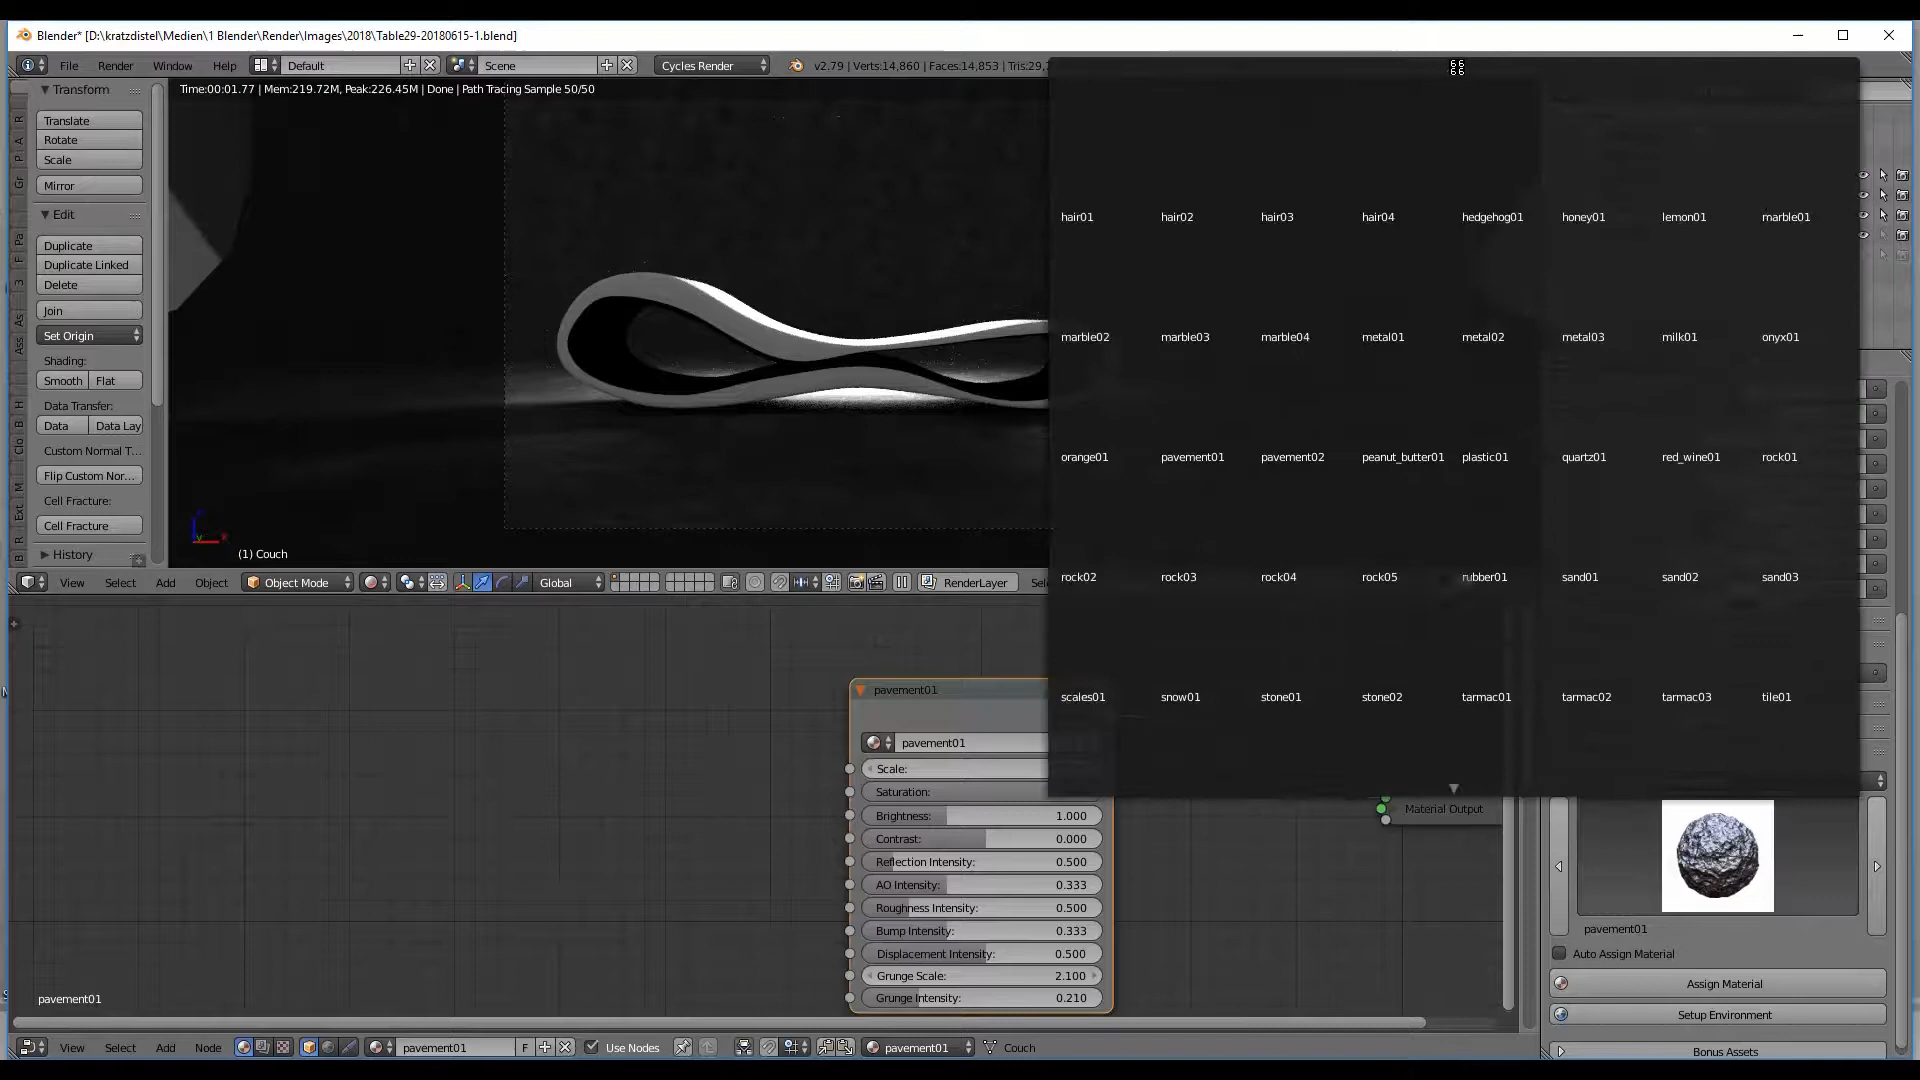 Blender* [D:\kratzdistel\Medien\1 Blender\Render\Images\2018\Table29-20180615-1.blend]
File Render Window Help Default Scene Cycles Render v2.79 | Verts:14,860 | Faces:14,853 | Tris:29,
Time:00:01.77 | Mem:219.72M, Peak:226.45M | Done | Path Tracing Sample 50/50
Transform
Translate
Rotate
Scale
Mirror
Edit
Duplicate
Duplicate Linked
Delete
Join
Set Origin
Shading:
Smooth Flat
Data Transfer:
Data Data Lay
Custom Normal T...
Flip Custom Nor...
Cell Fracture:
Cell Fracture
History
R
A
Pi
Gr
Pa
F
3
As
Ass
H
B
Clo
M
Ext
R
B
(1) Couch
hair01 hair02 hair03 hair04 hedgehog01 honey01 lemon01 marble01
marble02 marble03 marble04 metal01 metal02 metal03 milk01 onyx01
orange01 pavement01 pavement02 peanut_butter01 plastic01 quartz01 red_wine01 rock01
rock02 rock03 rock04 rock05 rubber01 sand01 sand02 sand03
scales01 snow01 stone01 stone02 tarmac01 tarmac02 tarmac03 tile01
View Select Add Object Object Mode Global RenderLayer Sel
pavement01
pavement01
Scale:
Saturation:
Brightness: 1.000
Contrast: 0.000
Reflection Intensity: 0.500
AO Intensity: 0.333
Roughness Intensity: 0.500
Bump Intensity: 0.333
Displacement Intensity: 0.500
Grunge Scale: 2.100
Grunge Intensity: 0.210
Material Output
pavement01
Auto Assign Material
Assign Material
Setup Environment
Bonus Assets
pavement01
View Select Add Node pavement01 F Use Nodes pavement01 Couch